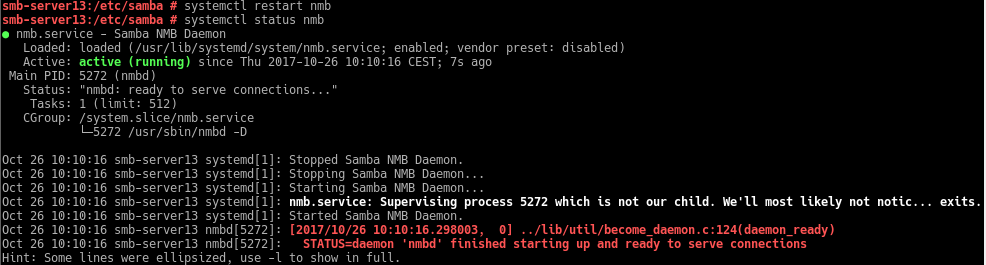 smb-server13:/etc/samba # systemctl restart nmb
smb-server13:/etc/samba # systemctl status nmb
● nmb.service - Samba NMB Daemon
   Loaded: loaded (/usr/lib/systemd/system/nmb.service; enabled; vendor preset: disabled)
   Active: active (running) since Thu 2017-10-26 10:10:16 CEST; 7s ago
 Main PID: 5272 (nmbd)
   Status: "nmbd: ready to serve connections..."
    Tasks: 1 (limit: 512)
   CGroup: /system.slice/nmb.service
           └─5272 /usr/sbin/nmbd -D
Oct 26 10:10:16 smb-server13 systemd[1]: Stopped Samba NMB Daemon.
Oct 26 10:10:16 smb-server13 systemd[1]: Stopping Samba NMB Daemon...
Oct 26 10:10:16 smb-server13 systemd[1]: Starting Samba NMB Daemon...
Oct 26 10:10:16 smb-server13 systemd[1]: nmb.service: Supervising process 5272 which is not our child. We'll most likely not notic... exits.
Oct 26 10:10:16 smb-server13 systemd[1]: Started Samba NMB Daemon.
Oct 26 10:10:16 smb-server13 nmbd[5272]: [2017/10/26 10:10:16.298003,  0] ../lib/util/become_daemon.c:124(daemon_ready)
Oct 26 10:10:16 smb-server13 nmbd[5272]:   STATUS=daemon 'nmbd' finished starting up and ready to serve connections
Hint: Some lines were ellipsized, use -l to show in full.